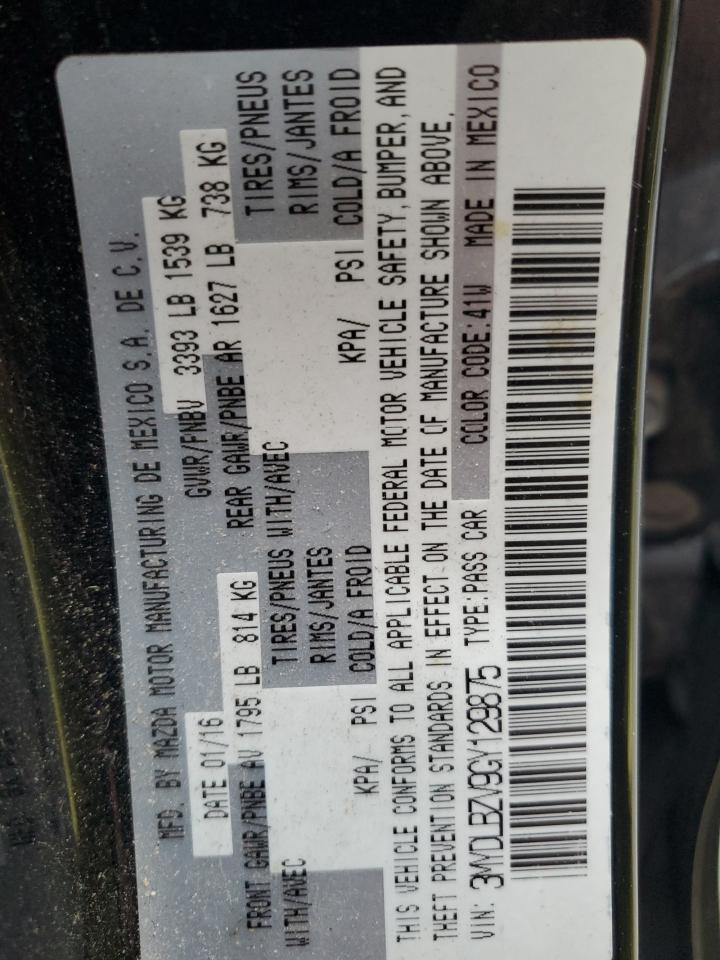 MFD. BY MAZDA MOTOR MANUFACTURING DE MEXICO S.A. DE C.V.
DATE 01/16 GVWR/PNBV 3393 LB 1539 KG
FRONT GAWR/PNBE AV 1795 LB 814 KG REAR GAWR/PNBE AR 1627 LB 738 KG
WITH/AVEC TIRES/PNEUS WITH/AVEC TIRES/PNEUS
RIMS/JANTES RIMS/JANTES
KPA/ PSI COLD/A FROID KPA/ PSI COLD/A FROID
THIS VEHICLE CONFORMS TO ALL APPLICABLE FEDERAL MOTOR VEHICLE SAFETY, BUMPER, AND
THEFT PREVENTION STANDARDS IN EFFECT ON THE DATE OF MANUFACTURE SHOWN ABOVE.
VIN: 3MYDLBZV9GY129875 TYPE:PASS CAR COLOR CODE:41W MADE IN MEXICO